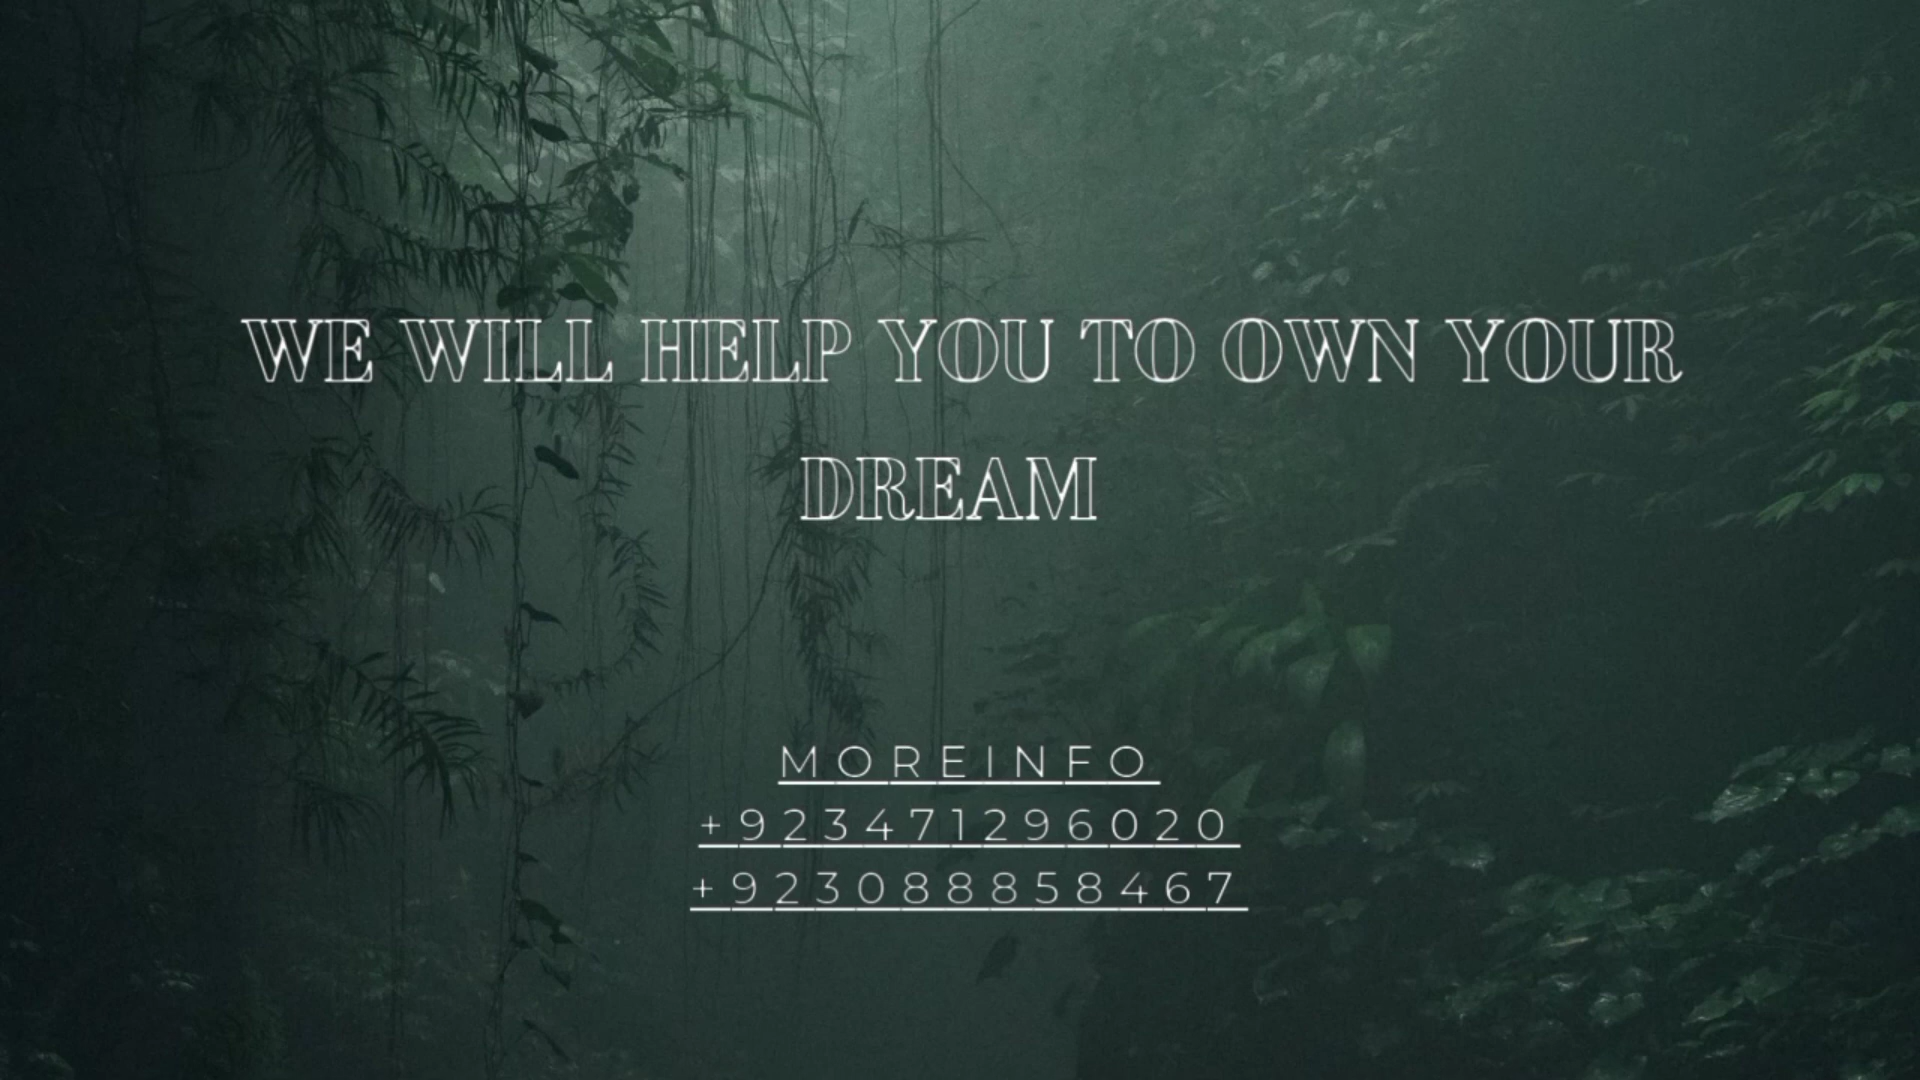 WE WILL HELP YOU TO OWN YOUR
DREAM
MOREINFO
+923471296020
+923088858467